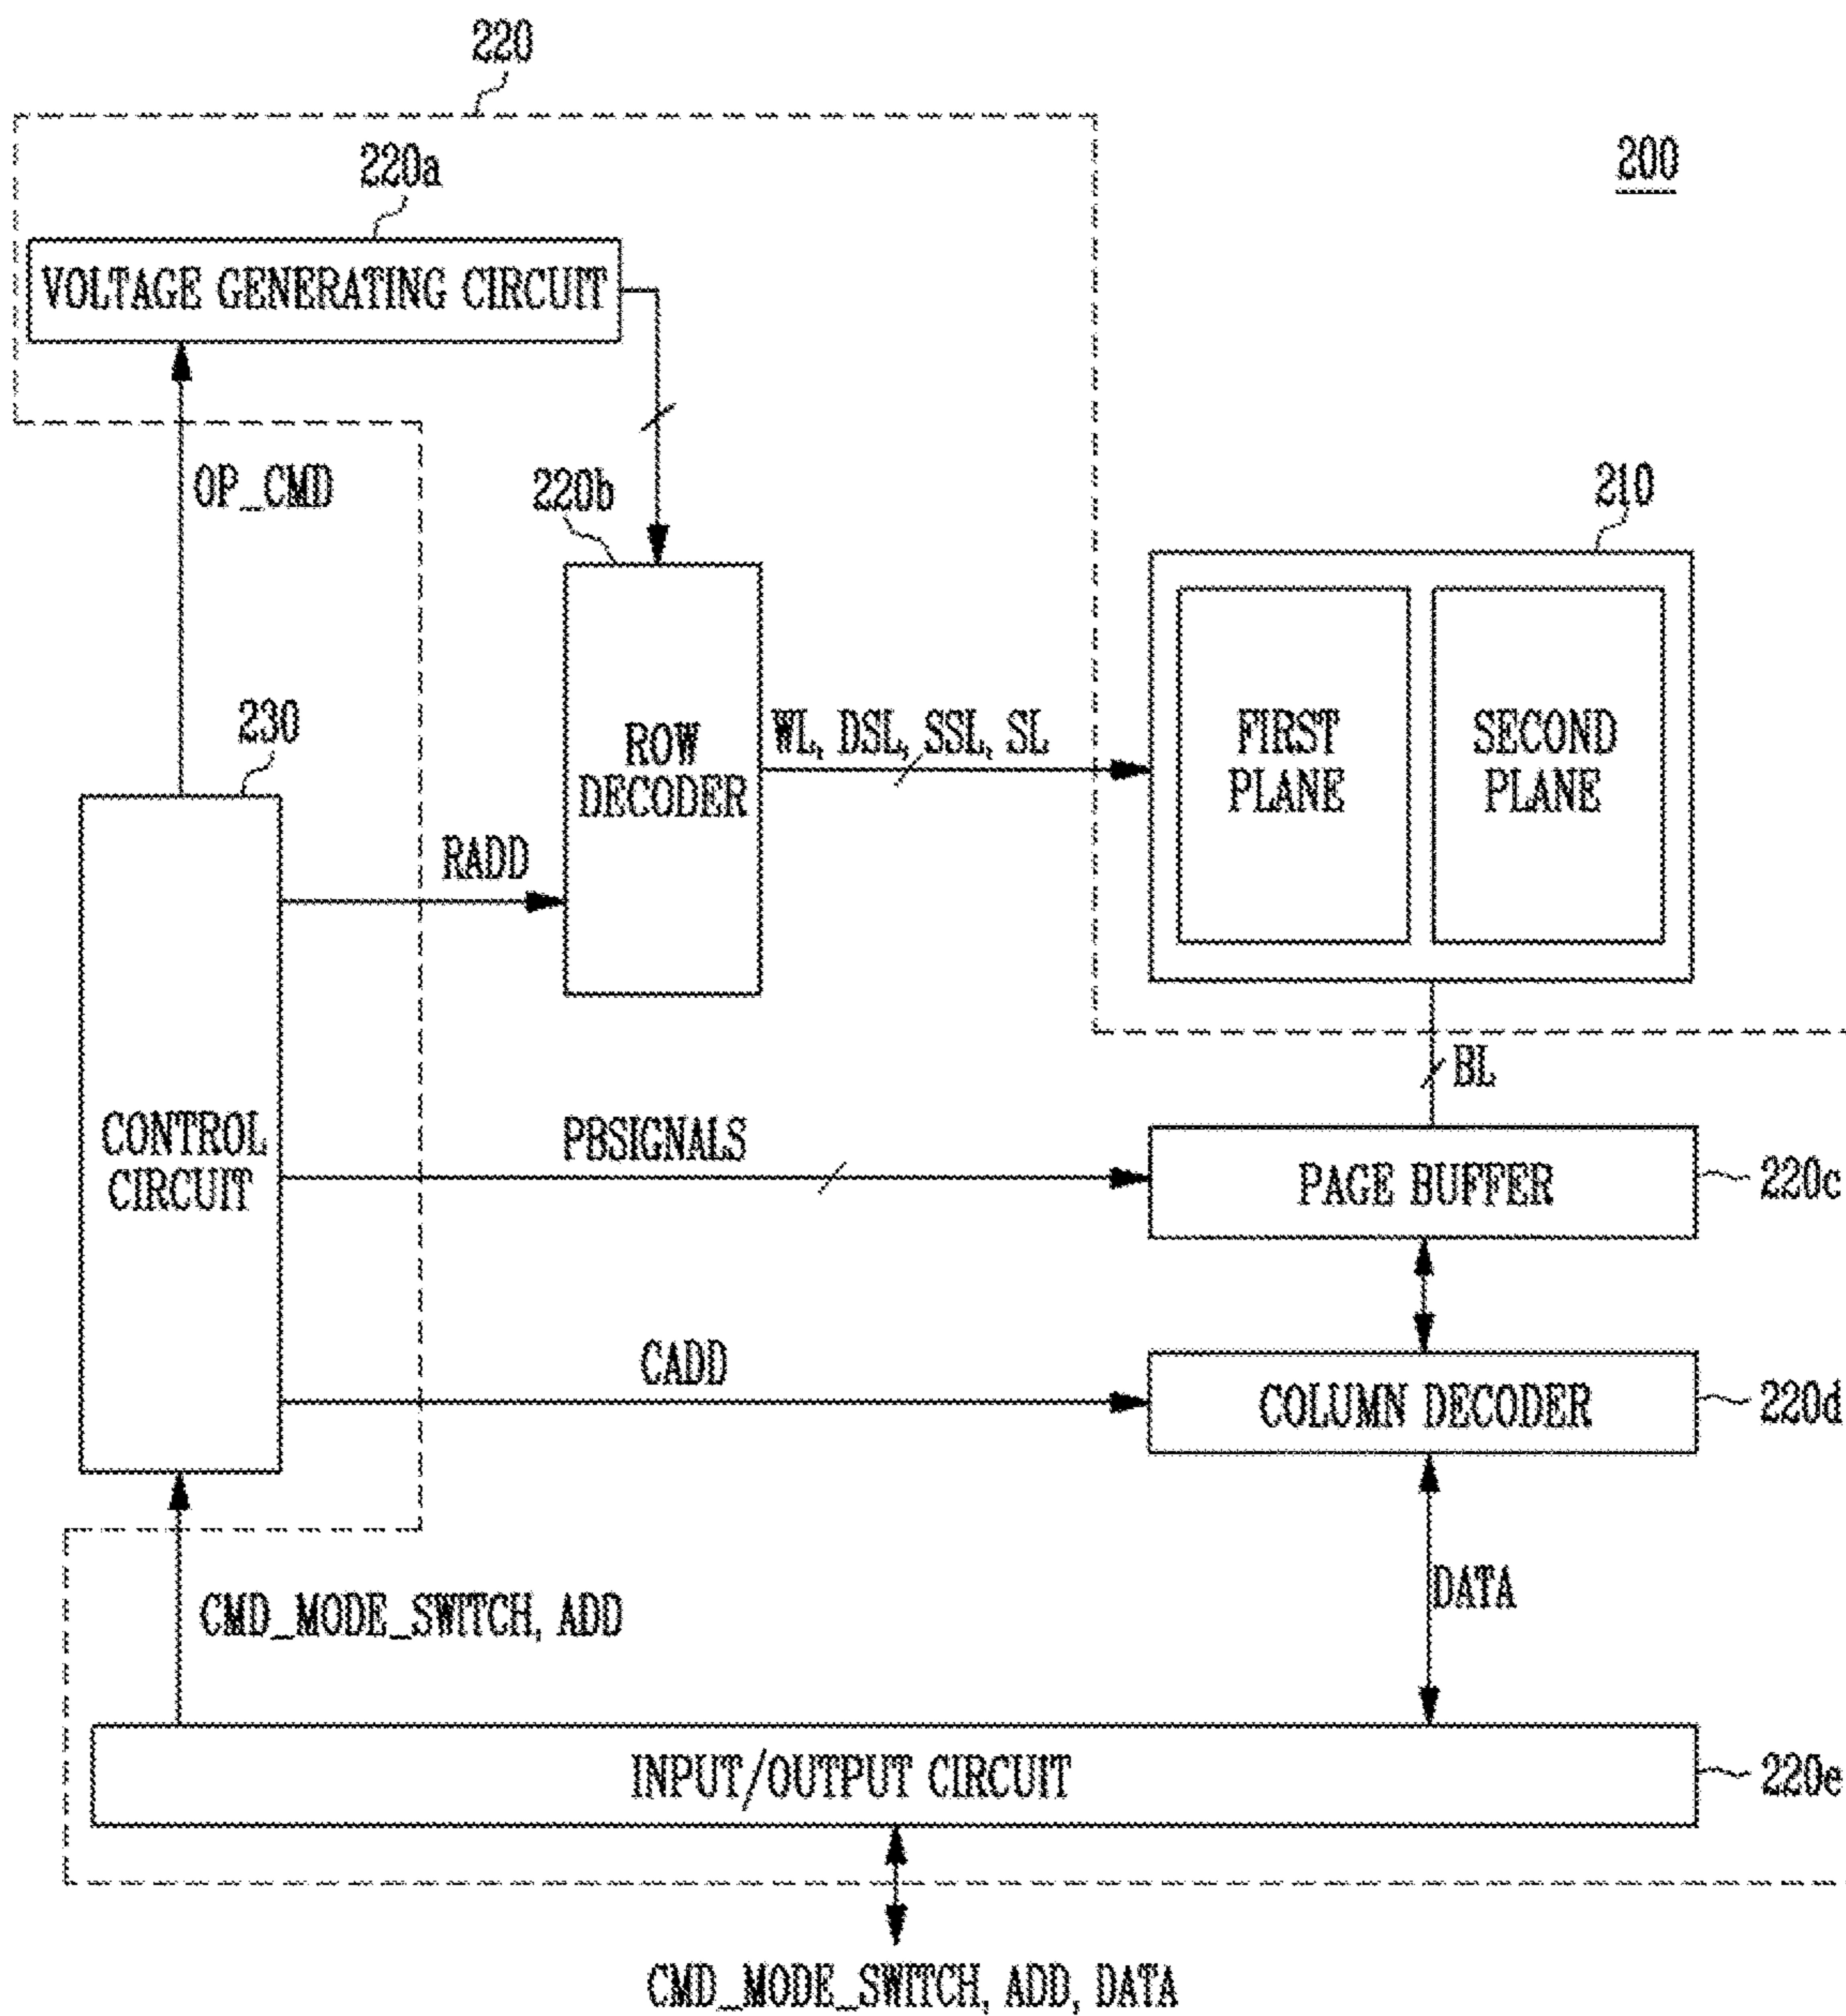 220
200
220a
VOLTAGE GENERATING CIRCUIT
OP_CMD
220b
210
230
ROW
DECODER
WL, DSL, SSL, SL
FIRST
PLANE
SECOND
PLANE
RADD
BL
CONTROL
CIRCUIT
PBSIGNALS
PAGE BUFFER
220c
CADD
COLUMN DECODER
220d
DATA
CMD_MODE_SWITCH, ADD
INPUT/OUTPUT CIRCUIT
220e
CMD_MODE_SWITCH, ADD, DATA